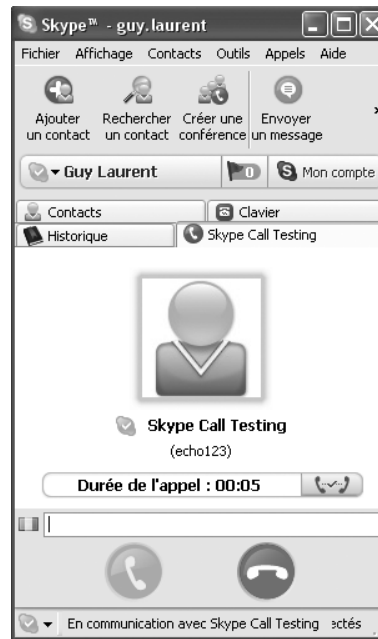 Skype™ - guy.laurent
Fichier Affichage Contacts Outils Appels Aide
Ajouter un contact
Rechercher un contact
Créer une conférence
Envoyer un message
Guy Laurent
0
Mon compte
Contacts
Clavier
Historique
Skype Call Testing
Skype Call Testing
(echo123)
Durée de l'appel : 00:05
En communication avec Skype Call Testing ectés